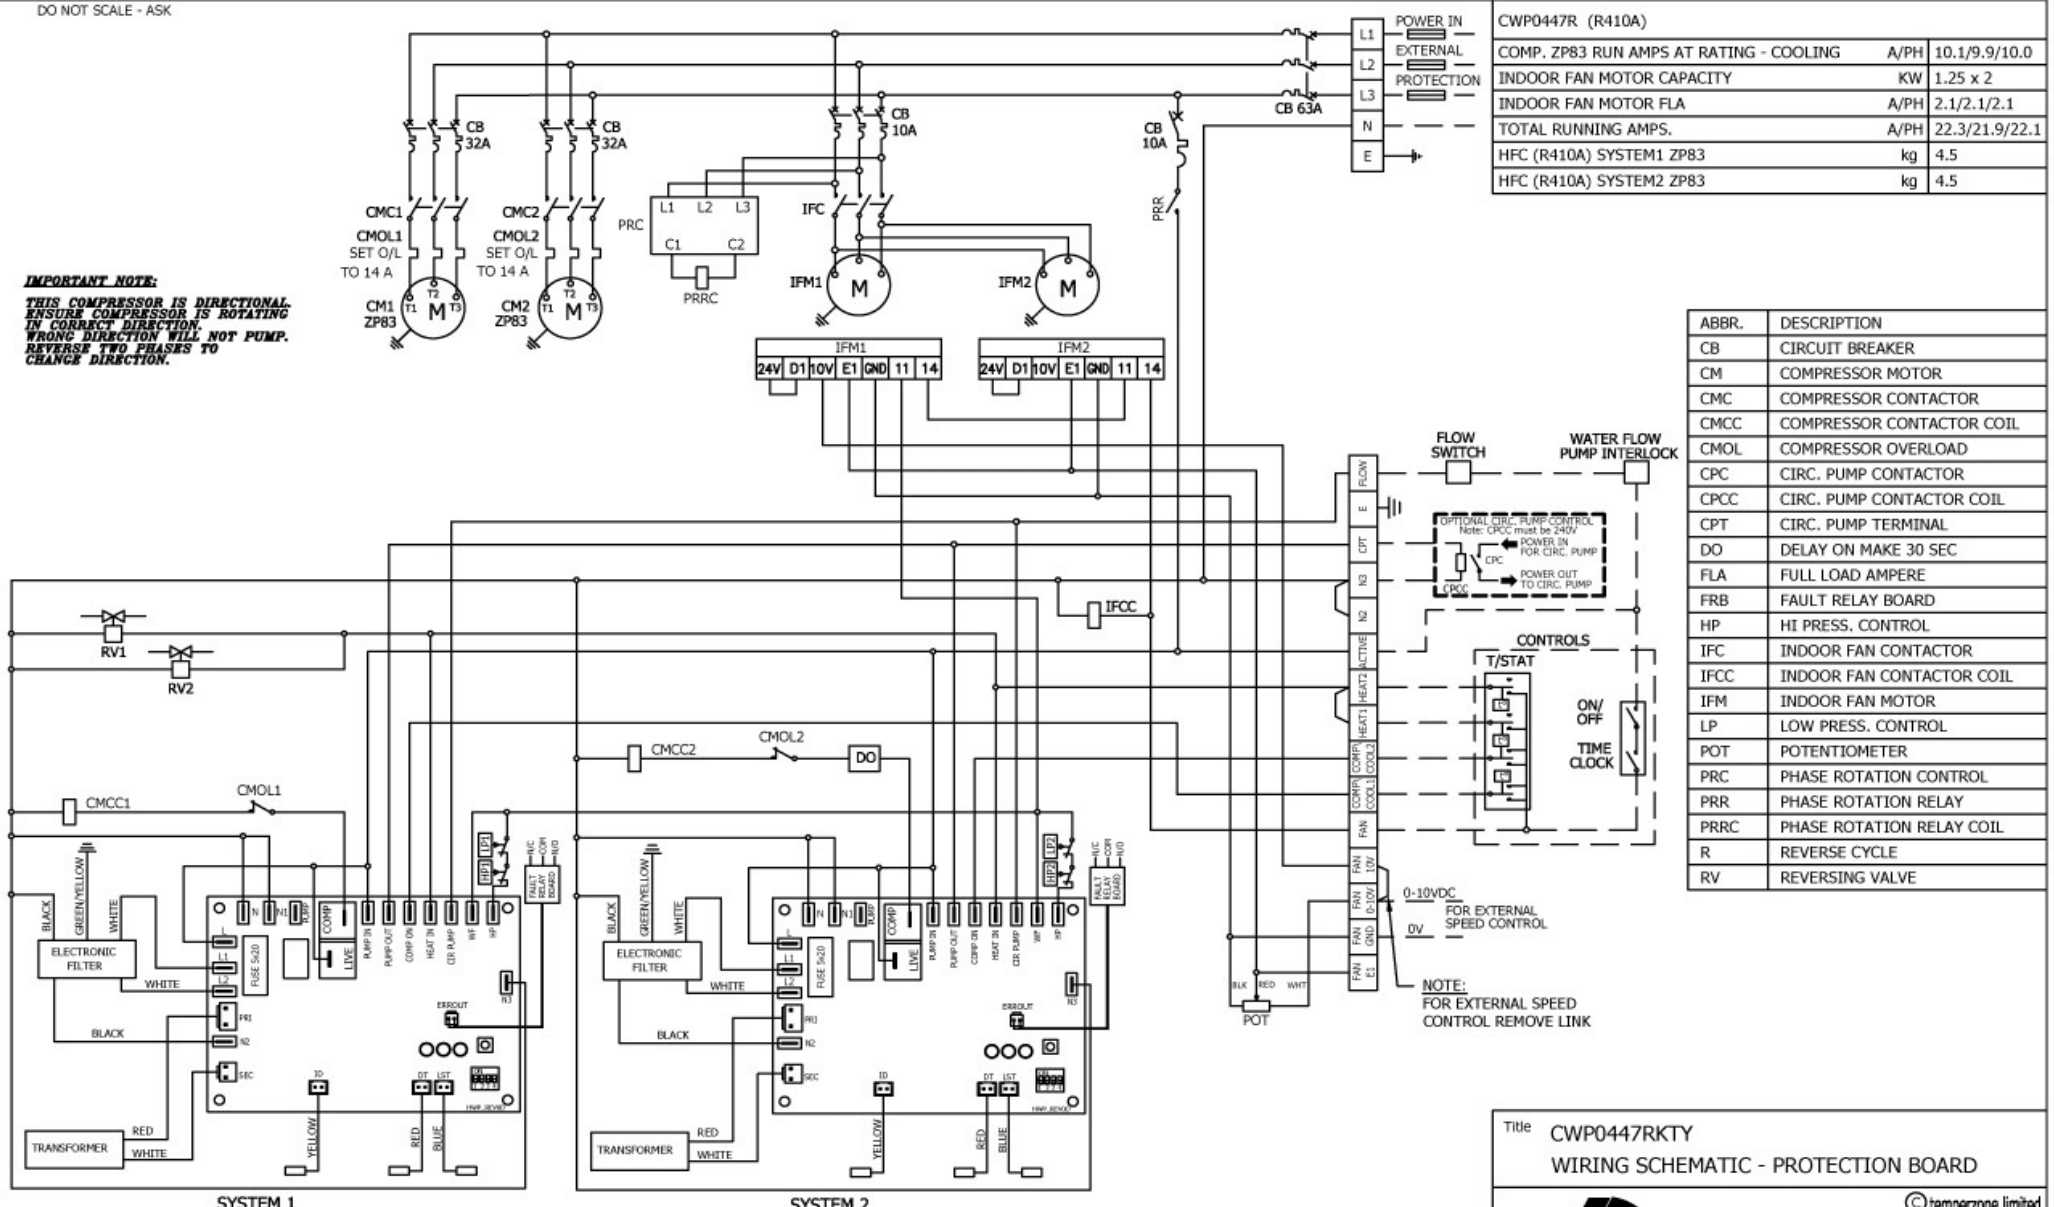 DO NOT SCALE - ASK
L1
L2
L3
N
E
POWER IN
EXTERNAL
PROTECTION
CB 63A
CWP0447R (R410A)
COMP. ZP83 RUN AMPS AT RATING - COOLING A/PH 10.1/9.9/10.0
INDOOR FAN MOTOR CAPACITY KW 1.25 x 2
INDOOR FAN MOTOR FLA A/PH 2.1/2.1/2.1
TOTAL RUNNING AMPS. A/PH 22.3/21.9/22.1
HFC (R410A) SYSTEM1 ZP83 kg 4.5
HFC (R410A) SYSTEM2 ZP83 kg 4.5
CB
32A
CB
32A
CB
10A
CB
10A
CMC1
CMOL1
SET O/L
TO 14 A
CM1
ZP83
T1 T2 T3
M
CMC2
CMOL2
SET O/L
TO 14 A
CM2
ZP83
T1 T2 T3
M
PRC
L1 L2 L3
C1 C2
PRRC
IFC
PRR
IFM1
M
IFM2
M
IMPORTANT NOTE:
THIS COMPRESSOR IS DIRECTIONAL.
ENSURE COMPRESSOR IS ROTATING
IN CORRECT DIRECTION.
WRONG DIRECTION WILL NOT PUMP.
REVERSE TWO PHASES TO
CHANGE DIRECTION.
IFM1
24V D1 10V E1 GND 11 14
IFM2
24V D1 10V E1 GND 11 14
ABBR. DESCRIPTION
CB CIRCUIT BREAKER
CM COMPRESSOR MOTOR
CMC COMPRESSOR CONTACTOR
CMCC COMPRESSOR CONTACTOR COIL
CMOL COMPRESSOR OVERLOAD
CPC CIRC. PUMP CONTACTOR
CPCC CIRC. PUMP CONTACTOR COIL
CPT CIRC. PUMP TERMINAL
DO DELAY ON MAKE 30 SEC
FLA FULL LOAD AMPERE
FRB FAULT RELAY BOARD
HP HI PRESS. CONTROL
IFC INDOOR FAN CONTACTOR
IFCC INDOOR FAN CONTACTOR COIL
IFM INDOOR FAN MOTOR
LP LOW PRESS. CONTROL
POT POTENTIOMETER
PRC PHASE ROTATION CONTROL
PRR PHASE ROTATION RELAY
PRRC PHASE ROTATION RELAY COIL
R REVERSE CYCLE
RV REVERSING VALVE
FLOW
SWITCH
WATER FLOW
PUMP INTERLOCK
OPTIONAL CIRC. PUMP CONTROL
Note: CPCC must be 240V
POWER IN
FOR CIRC. PUMP
CPC
POWER OUT
TO CIRC. PUMP
CPCC
FLOW
E
CPT
N3
N2
ACTIVE
HEAT2
HEAT1
COMP\
COOL2
COMP\
COOL1
FAN
FAN
10V
FAN
0-10V
FAN
GND
FAN
E1
CONTROLS
T/STAT
ON/
OFF
TIME
CLOCK
0-10VDC
FOR EXTERNAL
SPEED CONTROL
0V
NOTE:
FOR EXTERNAL SPEED
CONTROL REMOVE LINK
BLK RED WHT
POT
IFCC
RV1
RV2
CMCC1
CMOL1
CMCC2
CMOL2
DO
BLACK
GREEN/YELLOW
WHITE
ELECTRONIC
FILTER
WHITE
BLACK
TRANSFORMER
RED
WHITE
L
L1
L2
PRI
N2
SEC
FUSE 5x20
N
N1
PUMP
COMP
LIVE
PUMP IN
PUMP OUT
COMP ON
HEAT IN
CIR PUMP
WF
HP
LP1
HP1
N/C
COM
N/O
FAULT
RELAY
BOARD
N3
ERROUT
ID
DT
LST
YELLOW
RED
BLUE
SYSTEM 1
BLACK
GREEN/YELLOW
WHITE
ELECTRONIC
FILTER
WHITE
BLACK
TRANSFORMER
RED
WHITE
L
L1
L2
PRI
N2
SEC
FUSE 5x20
N
N1
PUMP
COMP
LIVE
PUMP IN
PUMP OUT
COMP ON
HEAT IN
CIR PUMP
WF
HP
LP2
HP2
N/C
COM
N/O
FAULT
RELAY
BOARD
N3
ERROUT
ID
DT
LST
YELLOW
RED
BLUE
SYSTEM 2
Title CWP0447RKTY
WIRING SCHEMATIC - PROTECTION BOARD
© temperzone limited